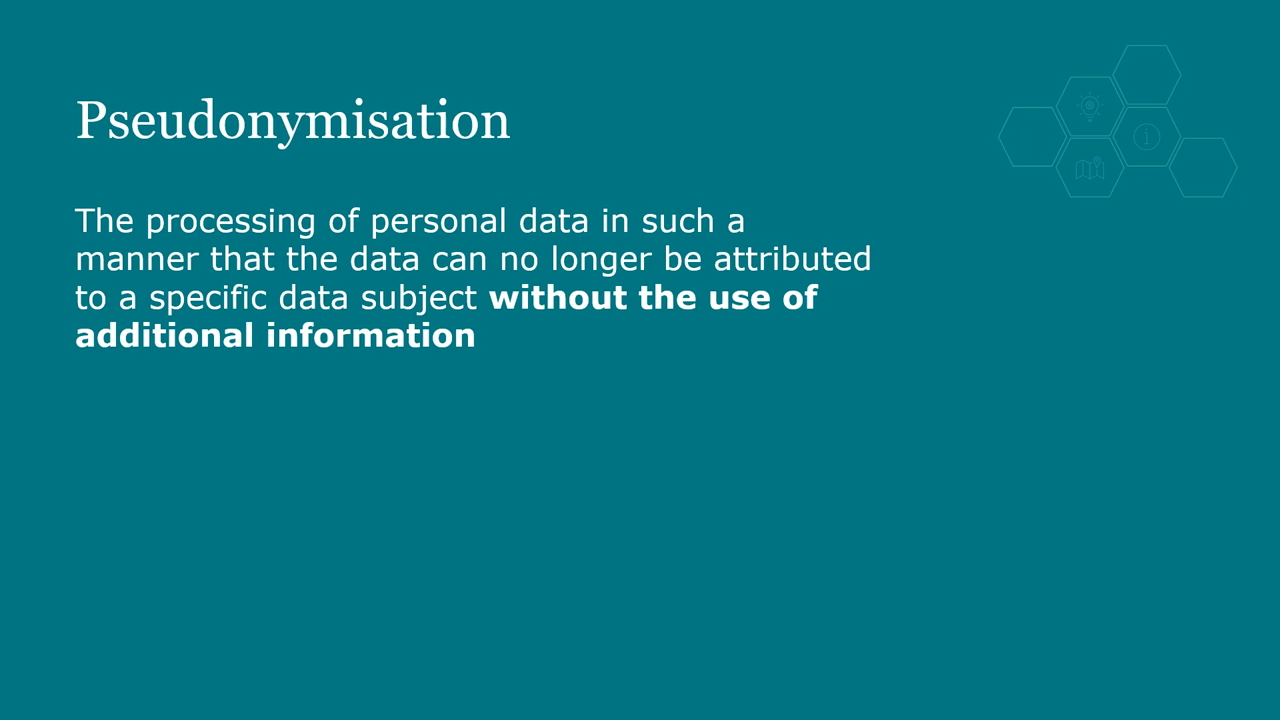 Pseudonymisation
The processing of personal data in such a
manner that the data can no longer be attributed
to a specific data subject without the use of
additional information